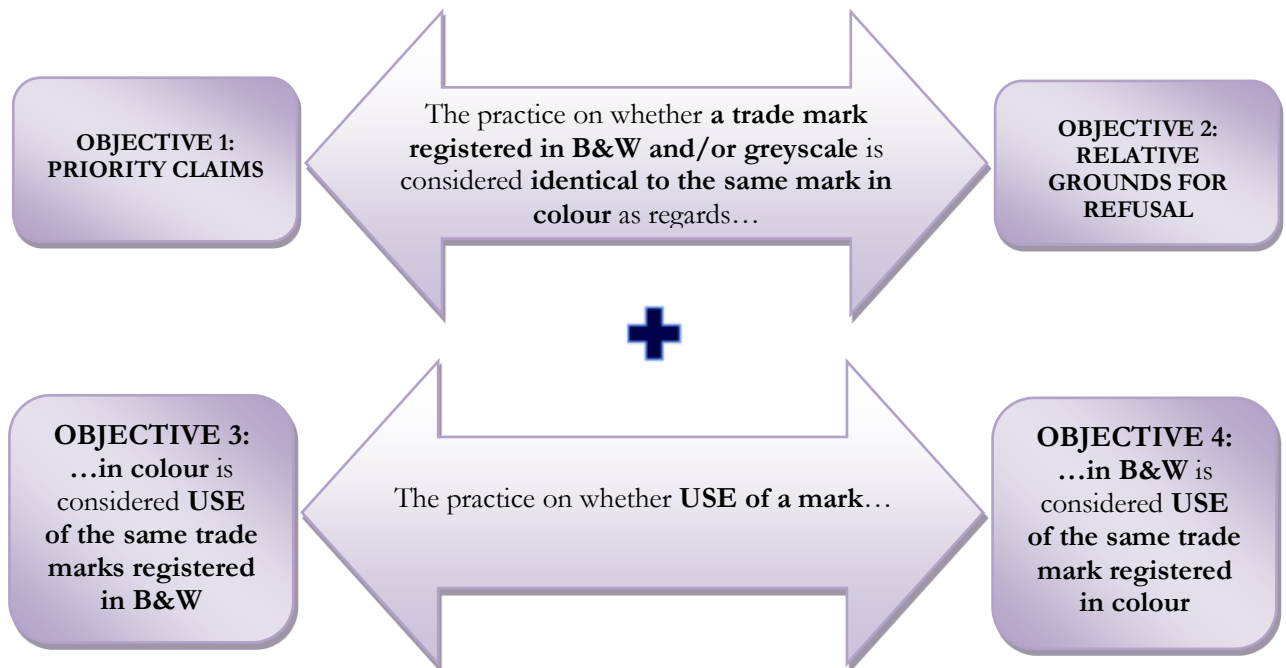 OBJECTIVE 1:
PRIORITY CLAIMS
The practice on whether a trade mark
registered in B&W and/or greyscale is
considered identical to the same mark in
colour as regards…
OBJECTIVE 2:
RELATIVE
GROUNDS FOR
REFUSAL
OBJECTIVE 3:
…in colour is
considered USE
of the same trade
marks registered
in B&W
The practice on whether USE of a mark…
OBJECTIVE 4:
…in B&W is
considered USE
of the same trade
mark registered
in colour